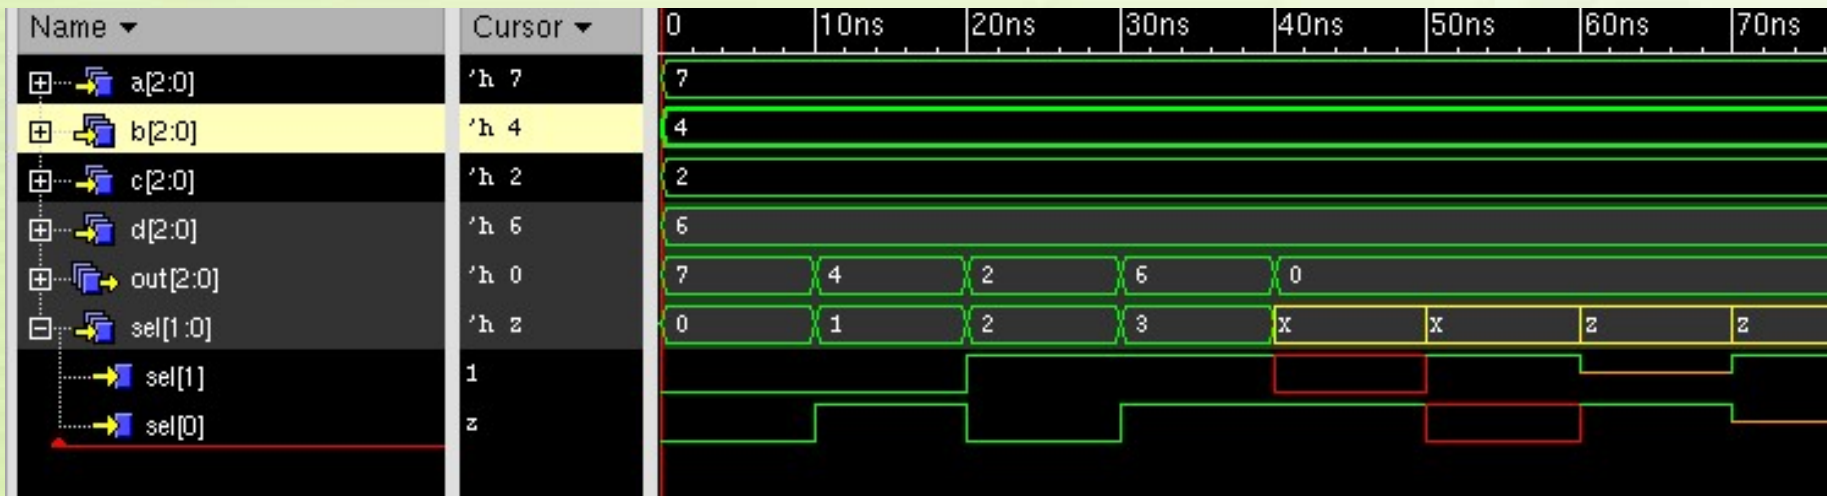 Name Cursor 0 10ns 20ns 30ns 40ns 50ns 60ns 70ns
a[2:0] 'h 7 7
b[2:0] 'h 4 4
c[2:0] 'h 2 2
d[2:0] 'h 6 6
out[2:0] 'h 0 7 4 2 6 0
sel[1:0] 'h z 0 1 2 3 x x z z
sel[1] 1
sel[0] z